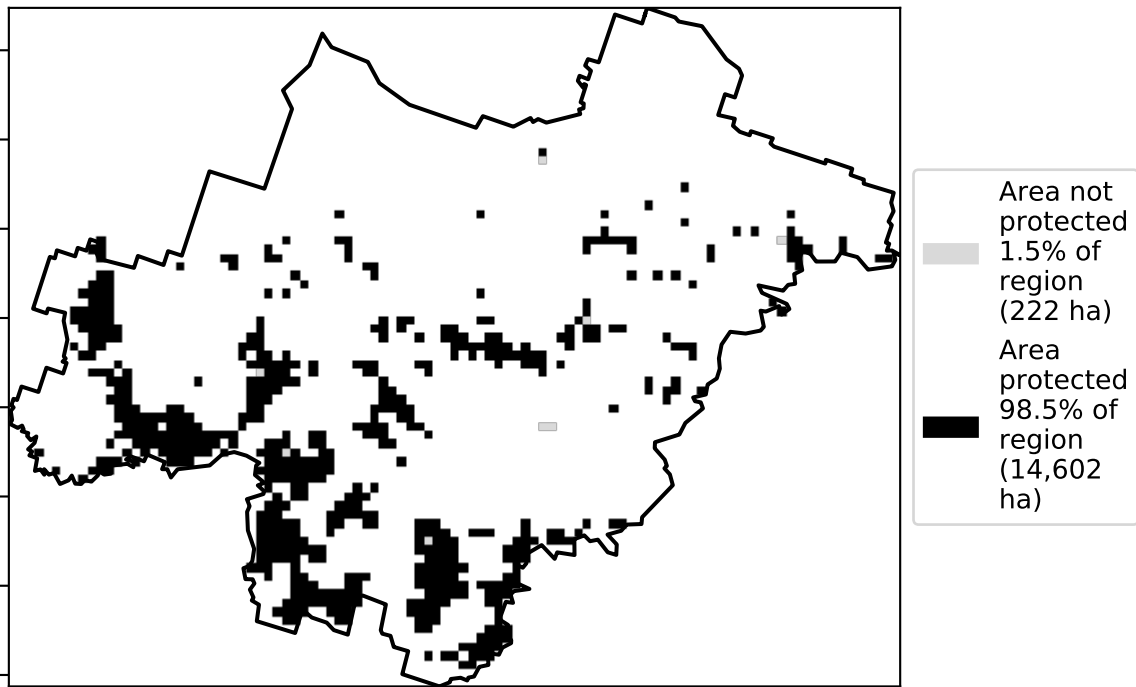 Area not
protected
1.5% of
region
(222 ha)
Area
protected
98.5% of
region
(14,602
ha)